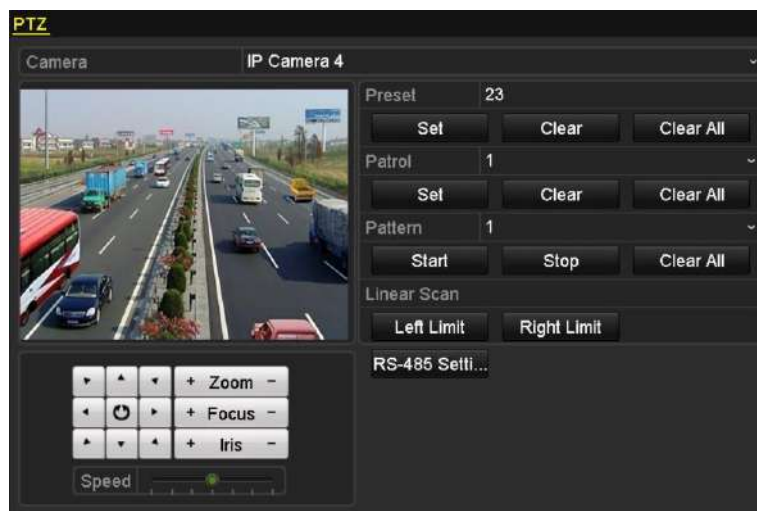 PTZ
Camera IP Camera 4
Preset 23
Set Clear Clear All
Patrol 1
Set Clear Clear All
Pattern 1
Start Stop Clear All
Linear Scan
Left Limit Right Limit
RS-485 Setti...
+ Zoom -
+ Focus -
+ Iris -
Speed